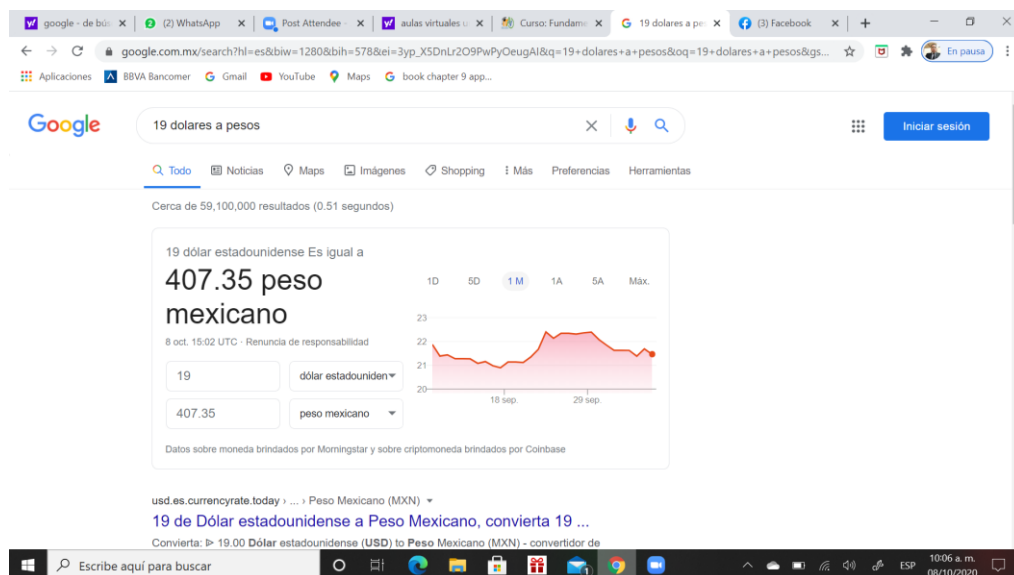 google - de bús
(2) WhatsApp
Post Attendee -
aulas virtuales u
Curso: Fundame
19 dolares a pes
(3) Facebook
google.com.mx/search?hl=es&biw=1280&bih=578&ei=3yp_X5DnLr2O9PwPyOeugAI&q=19+dolares+a+pesos&oq=19+dolares+a+pesos&gs...
En pausa
Aplicaciones
BBVA Bancomer
Gmail
YouTube
Maps
book chapter 9 app...
Google
19 dolares a pesos
Iniciar sesión
Todo
Noticias
Maps
Imágenes
Shopping
Más
Preferencias
Herramientas
Cerca de 59,100,000 resultados (0.51 segundos)
19 dólar estadounidense Es igual a
407.35 peso
mexicano
8 oct. 15:02 UTC · Renuncia de responsabilidad
19
dólar estadouniden
407.35
peso mexicano
1D
5D
1 M
1A
5A
Máx.
23
22
21
20
18 sep.
29 sep.
Datos sobre moneda brindados por Morningstar y sobre criptomoneda brindados por Coinbase
usd.es.currencyrate.today › ... › Peso Mexicano (MXN)
19 de Dólar estadounidense a Peso Mexicano, convierta 19 ...
Convierta: ⊳ 19.00 Dólar estadounidense (USD) to Peso Mexicano (MXN) - convertidor de
Escribe aquí para buscar
ESP
10:06 a. m.
08/10/2020